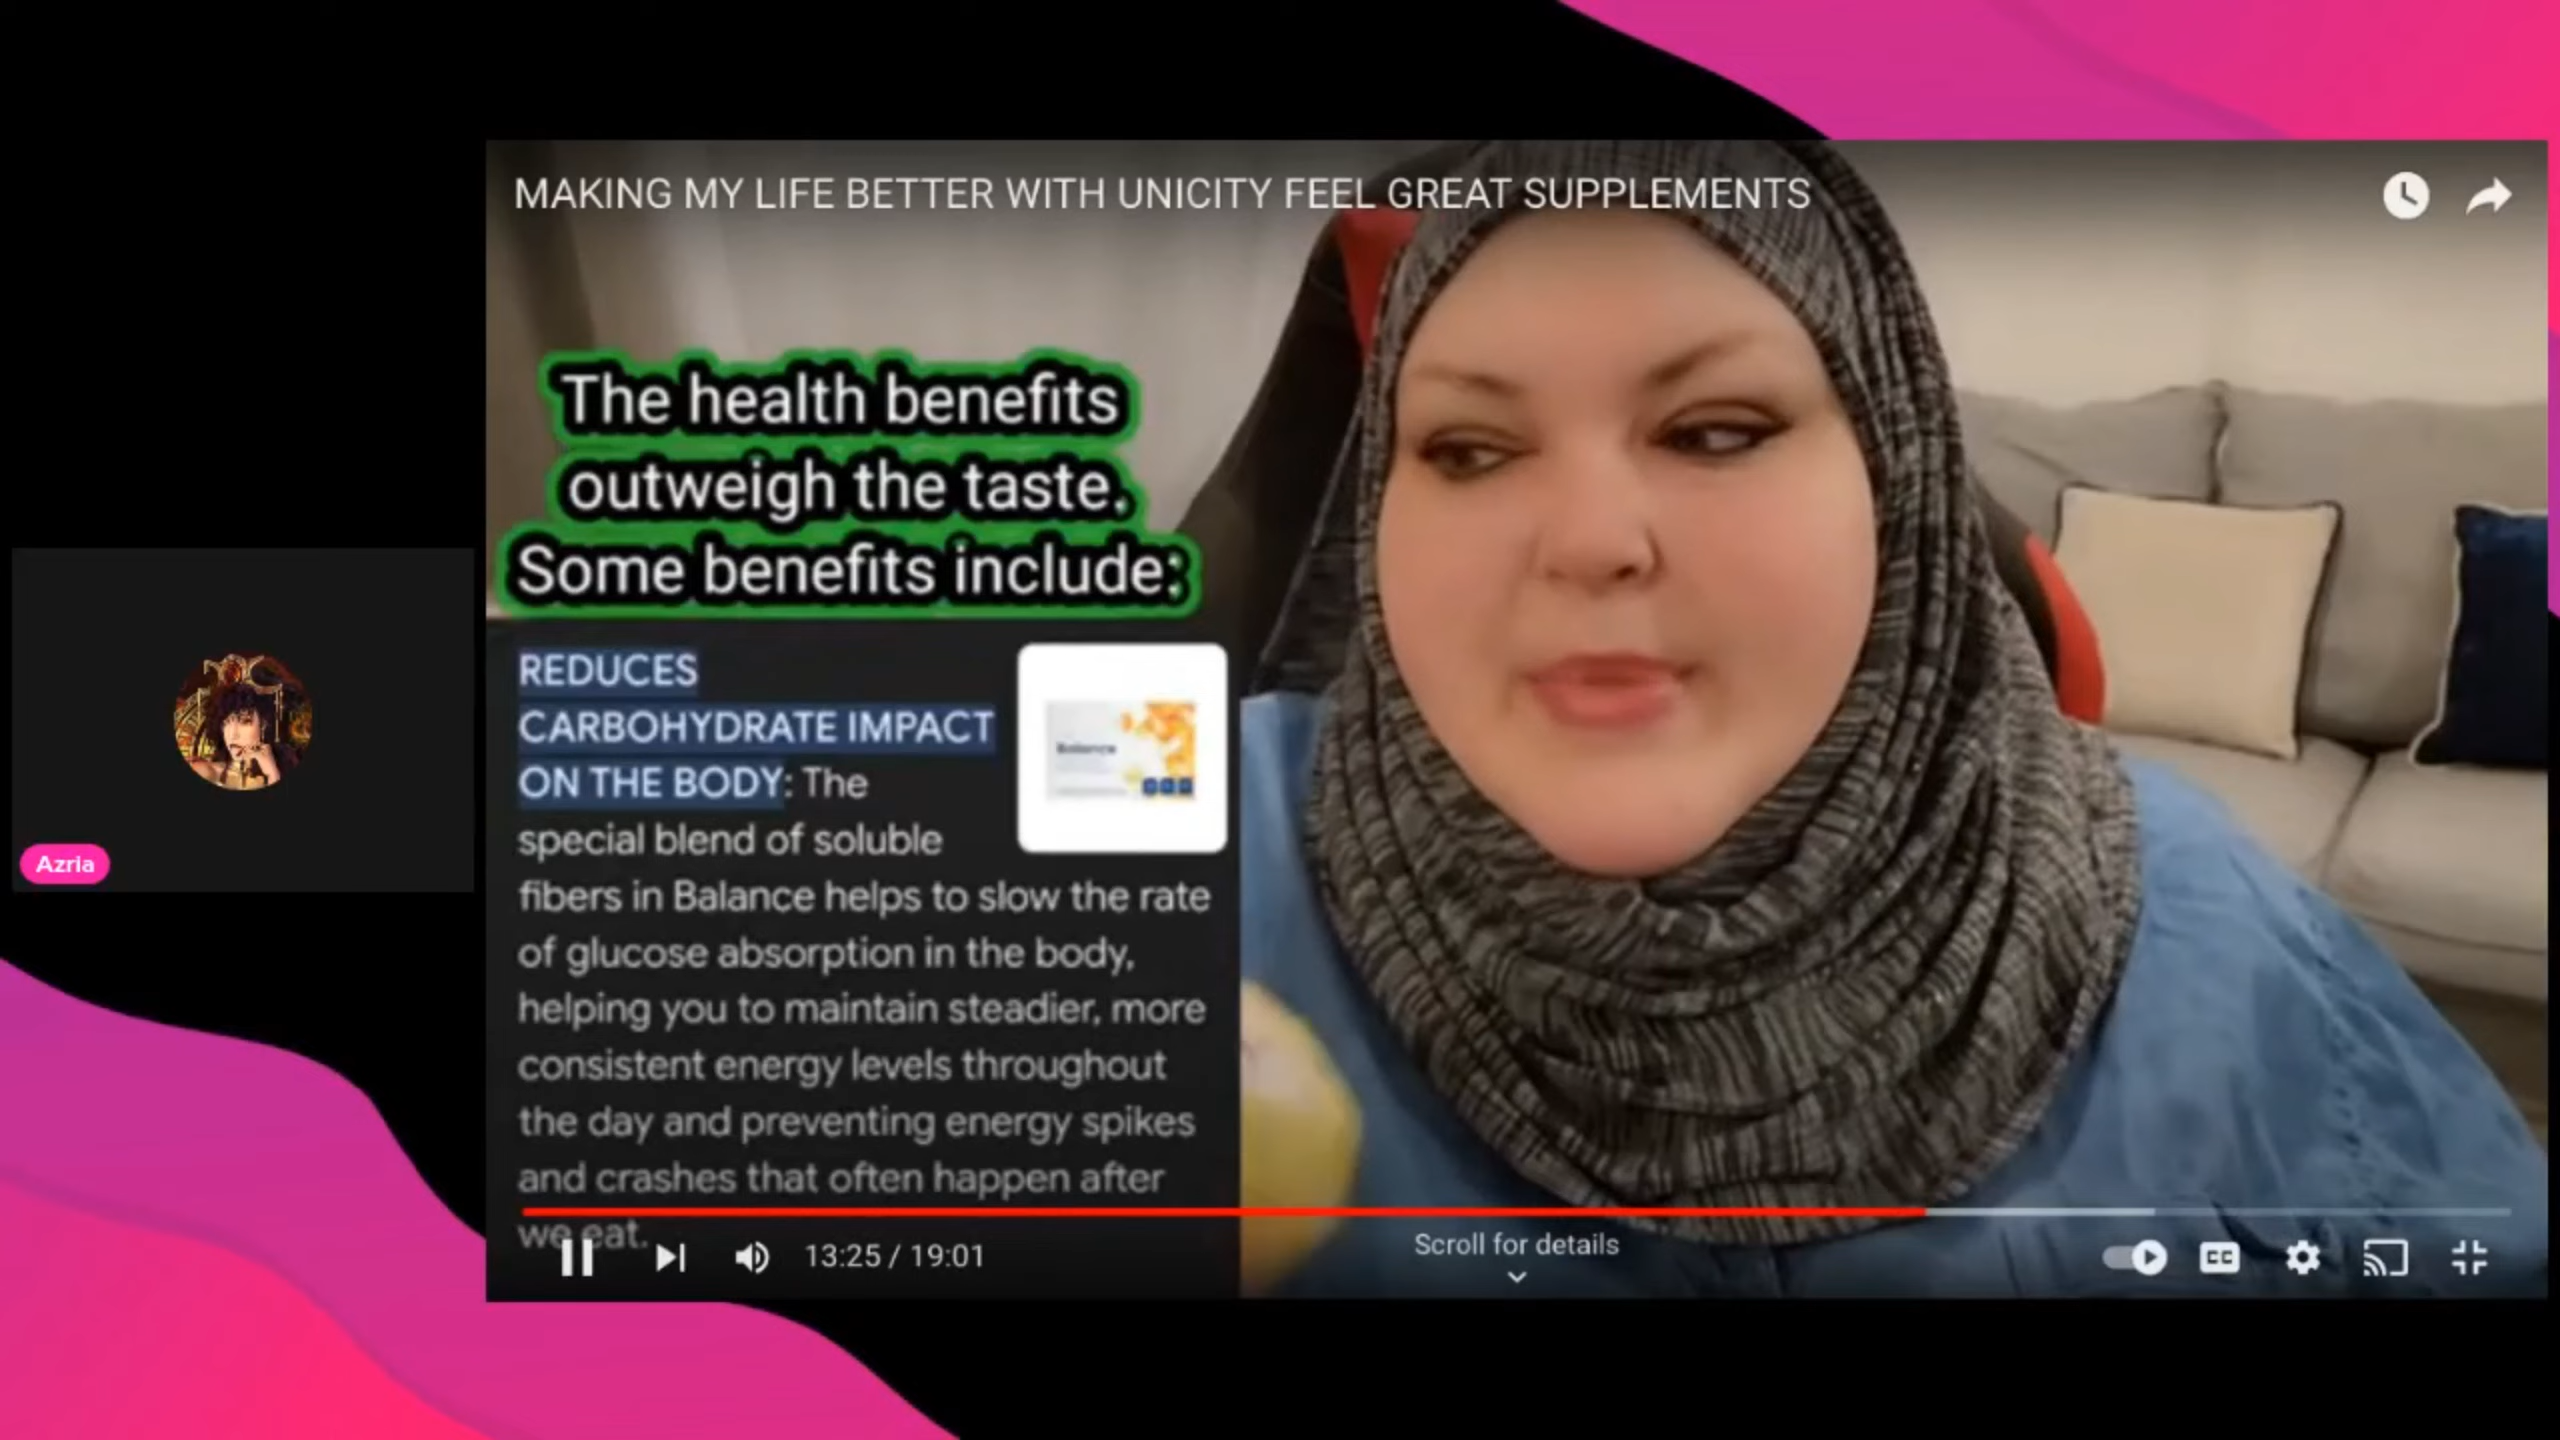 MAKING MY LIFE BETTER WITH UNICITY FEEL GREAT SUPPLEMENTS
The health benefits
outweigh the taste.
Some benefits include:
REDUCES
CARBOHYDRATE IMPACT
ON THE BODY: The
special blend of soluble
fibers in Balance helps to slow the rate
of glucose absorption in the body,
helping you to maintain steadier, more
consistent energy levels throughout
the day and preventing energy spikes
and crashes that often happen after
we eat.
Balance
Azria
13:25 / 19:01
Scroll for details
CC